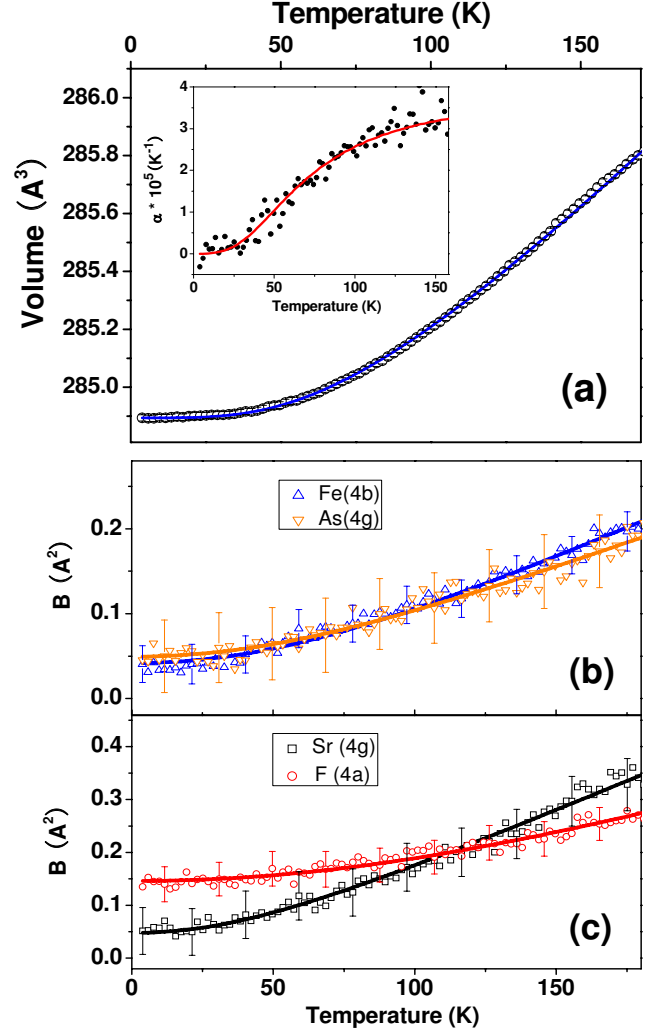 Temperature (K)
0 50 100 150
286.0
285.8
285.6
285.4
285.2
285.0
Volume (A³)
4
3
2
1
0
α * 10⁵ (K⁻¹)
0 50 100 150
Temperature (K)
(a)
Fe(4b)
As(4g)
0.2
0.1
0.0
B (A²)
(b)
Sr (4g)
F (4a)
0.4
0.3
0.2
0.1
0.0
B (A²)
(c)
0 50 100 150
Temperature (K)